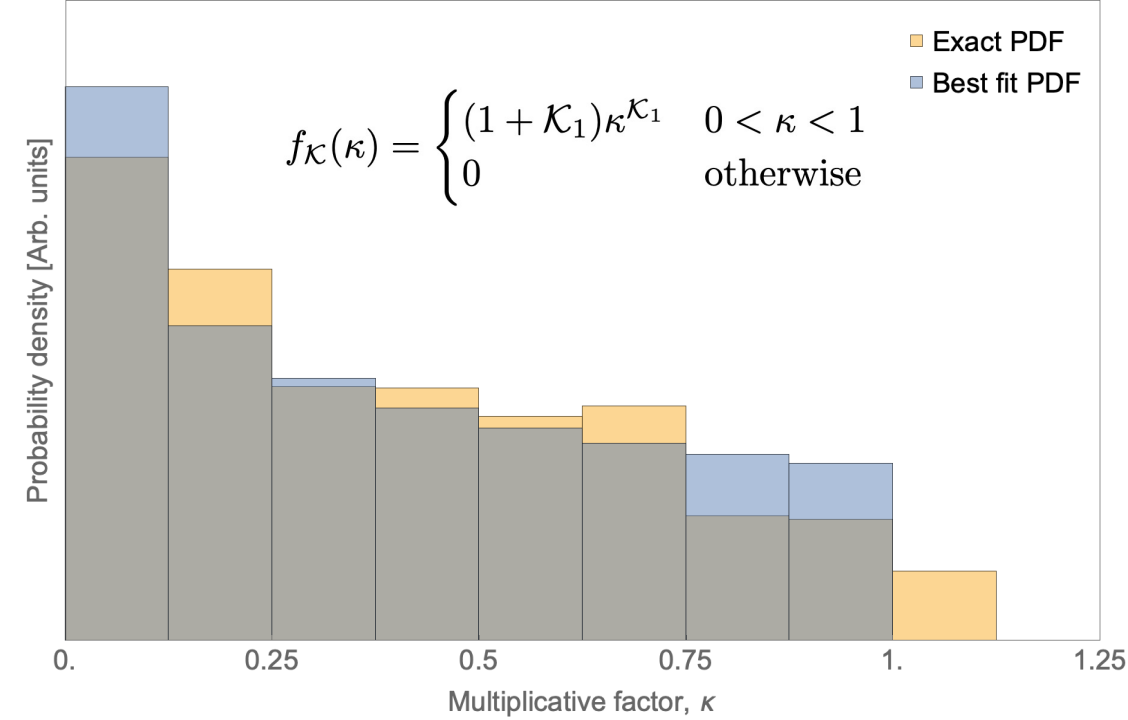 Exact PDF
Best fit PDF
f_𝒦(κ) = { (1 + 𝒦₁)κ^𝒦₁ 0 < κ < 1
0 otherwise
Probability density [Arb. units]
0. 0.25 0.5 0.75 1. 1.25
Multiplicative factor, κ